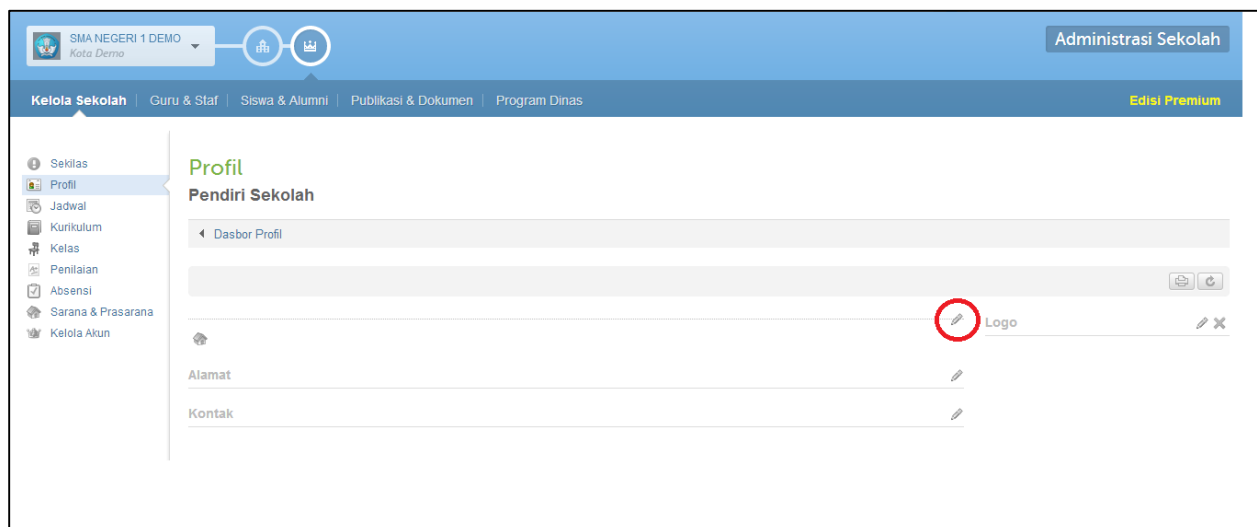 SMA NEGERI 1 DEMO
Kota Demo
Administrasi Sekolah
Kelola Sekolah | Guru & Staf | Siswa & Alumni | Publikasi & Dokumen | Program Dinas
Edisi Premium
Sekilas
Profil
Jadwal
Kurikulum
Kelas
Penilaian
Absensi
Sarana & Prasarana
Kelola Akun
Profil
Pendiri Sekolah
Dasbor Profil
Logo
Alamat
Kontak